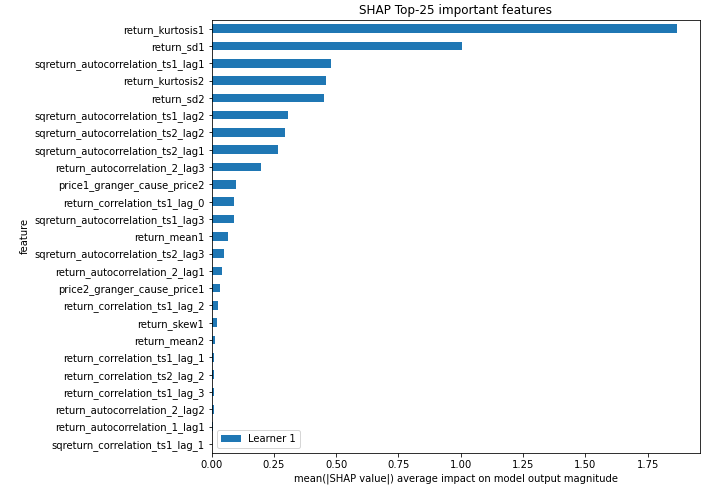 SHAP Top-25 important features
feature
return_kurtosis1
return_sd1
sqreturn_autocorrelation_ts1_lag1
return_kurtosis2
return_sd2
sqreturn_autocorrelation_ts1_lag2
sqreturn_autocorrelation_ts2_lag2
sqreturn_autocorrelation_ts2_lag1
return_autocorrelation_2_lag3
price1_granger_cause_price2
return_correlation_ts1_lag_0
sqreturn_autocorrelation_ts1_lag3
return_mean1
sqreturn_autocorrelation_ts2_lag3
return_autocorrelation_2_lag1
price2_granger_cause_price1
return_correlation_ts1_lag_2
return_skew1
return_mean2
return_correlation_ts1_lag_1
return_correlation_ts2_lag_2
return_correlation_ts1_lag_3
return_autocorrelation_2_lag2
return_autocorrelation_1_lag1
sqreturn_correlation_ts1_lag_1
Learner 1
0.00 0.25 0.50 0.75 1.00 1.25 1.50 1.75
mean(|SHAP value|) average impact on model output magnitude